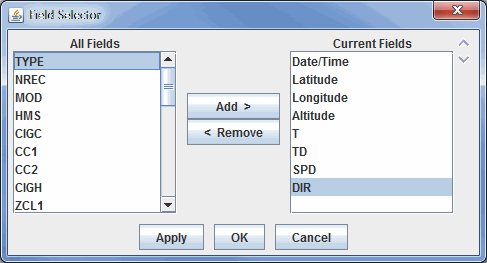 Field Selector
All Fields
TYPE
NREC
MOD
HMS
CIGC
CC1
CC2
CIGH
ZCL1
Add >
< Remove
Current Fields
Date/Time
Latitude
Longitude
Altitude
T
TD
SPD
DIR
Apply
OK
Cancel